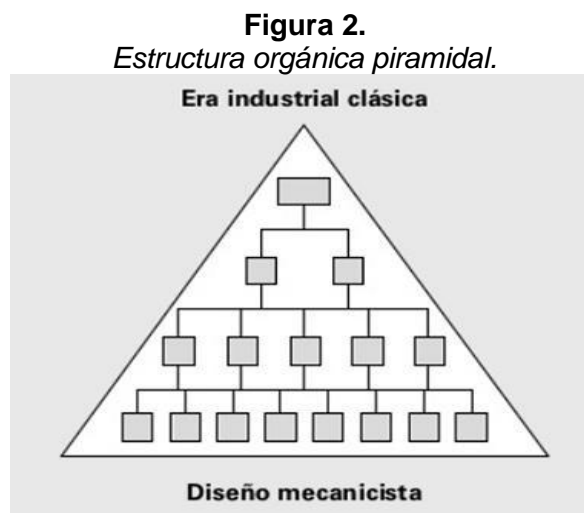 Figura 2.
Estructura orgánica piramidal.
Era industrial clásica
Diseño mecanicista